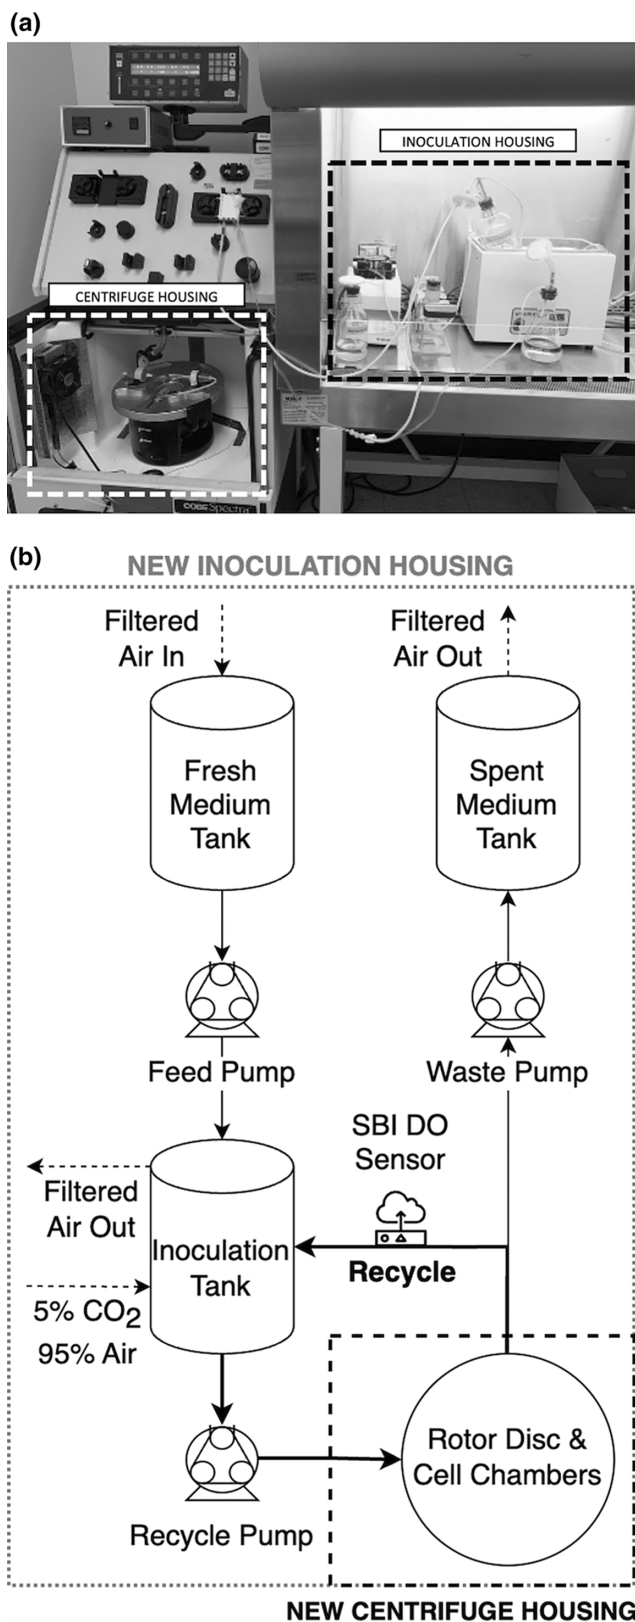 (a)
INOCULATION HOUSING
CENTRIFUGE HOUSING
COBE Spectra
(b)
NEW INOCULATION HOUSING
Filtered
Air In
Filtered
Air Out
Fresh
Medium
Tank
Spent
Medium
Tank
Feed Pump
Waste Pump
SBI DO
Sensor
Filtered
Air Out
Inoculation
Tank
Recycle
5% CO2
95% Air
Rotor Disc &
Cell Chambers
Recycle Pump
NEW CENTRIFUGE HOUSING